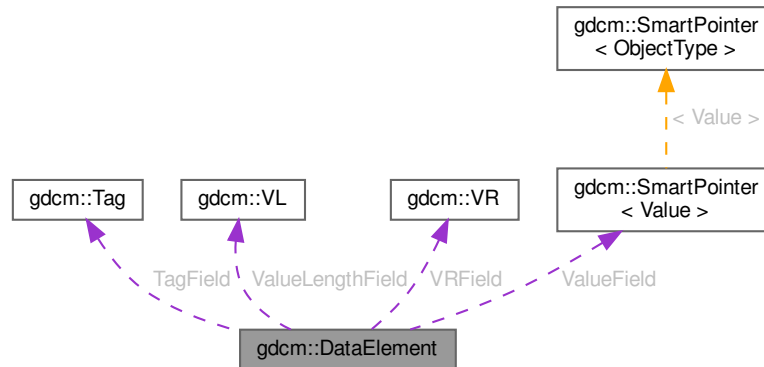 gdcm::SmartPointer
< ObjectType >
< Value >
gdcm::Tag
gdcm::VL
gdcm::VR
gdcm::SmartPointer
< Value >
TagField
ValueLengthField
VRField
ValueField
gdcm::DataElement